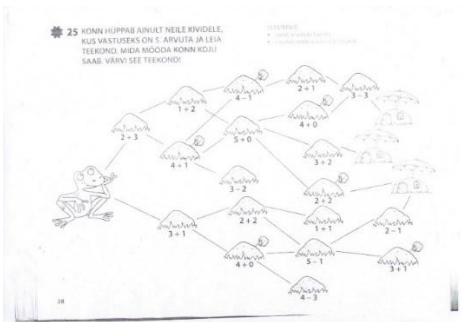 25 KONN HÜPPAB AINULT NEILE KIVIDELE,
KUS VASTUSEKS ON 5. ARVUTA JA LEIA
TEEKOND, MIDA MÖÖDA KONN KOJU
SAAB. VÄRVI SEE TEEKOND!
4 − 1
2 + 1
3 − 3
1 + 2
4 + 0
2 + 3
5 + 0
4 + 1
3 + 2
3 − 2
2 + 2
2 + 2
1 + 1
2 − 1
3 + 1
4 + 0
5 − 1
3 + 1
4 − 3
38